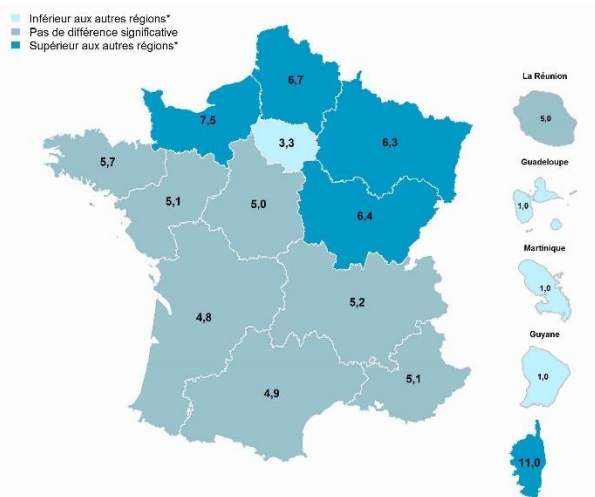 Inférieur aux autres régions*
Pas de différence significative
Supérieur aux autres régions*
6,7
La Réunion
7,5
5,0
3,3
6,3
5,7
Guadeloupe
5,1
5,0
1,0
6,4
Martinique
1,0
5,2
4,8
Guyane
5,1
1,0
4,9
11,0